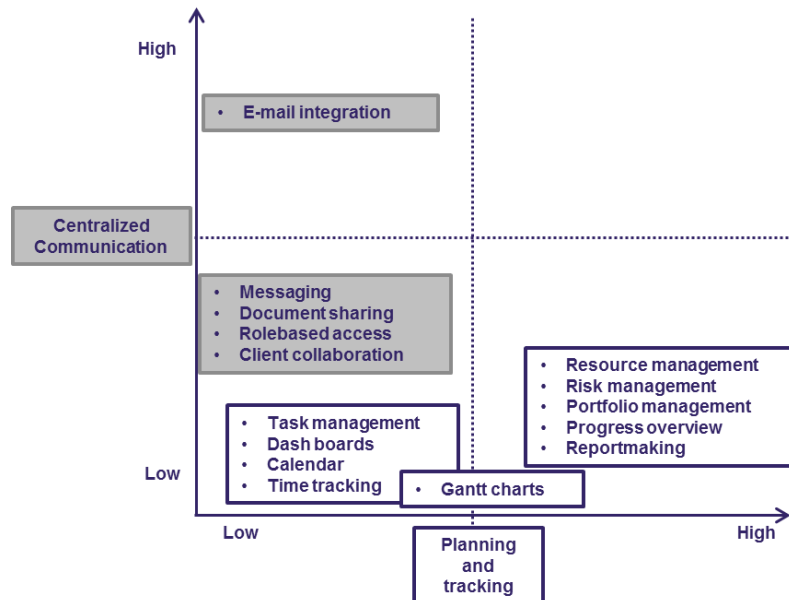 High
• E-mail integration
Centralized
Communication
• Messaging
• Document sharing
• Rolebased access
• Client collaboration
• Resource management
• Risk management
• Portfolio management
• Progress overview
• Reportmaking
• Task management
• Dash boards
• Calendar
• Time tracking
Low
• Gantt charts
Low
High
Planning
and
tracking